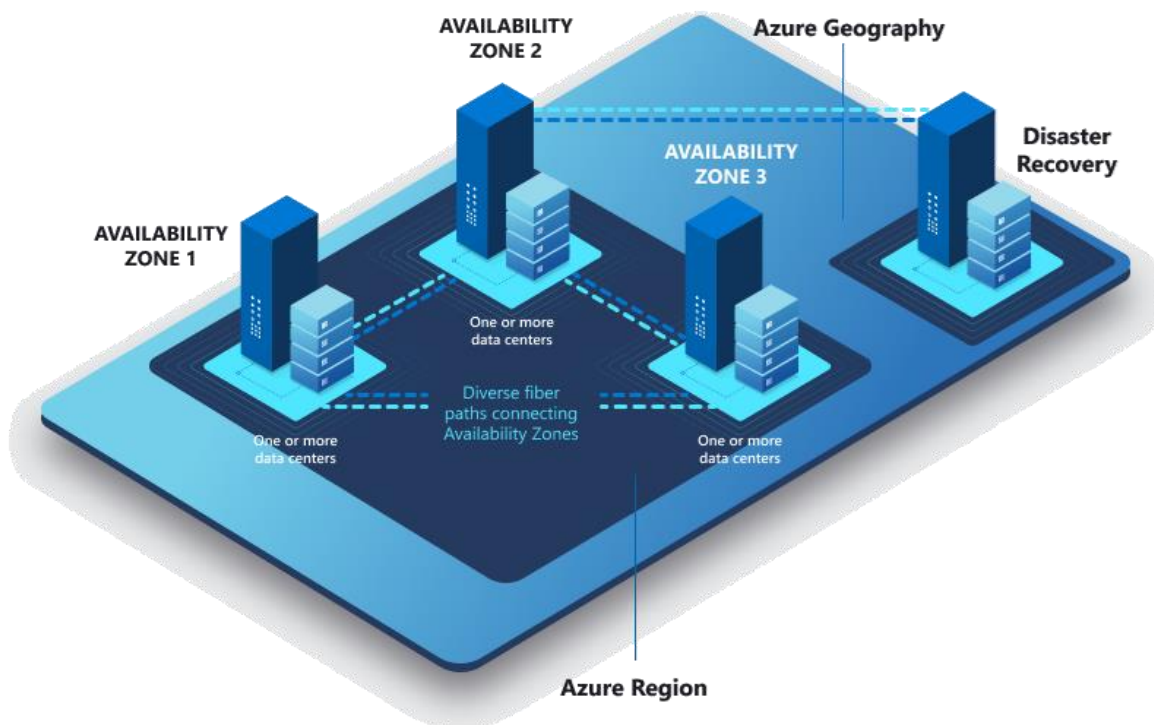 AVAILABILITY
ZONE 2
Azure Geography
AVAILABILITY
ZONE 3
Disaster
Recovery
AVAILABILITY
ZONE 1
One or more
data centers
Diverse fiber
paths connecting
Availability Zones
One or more
data centers
One or more
data centers
Azure Region